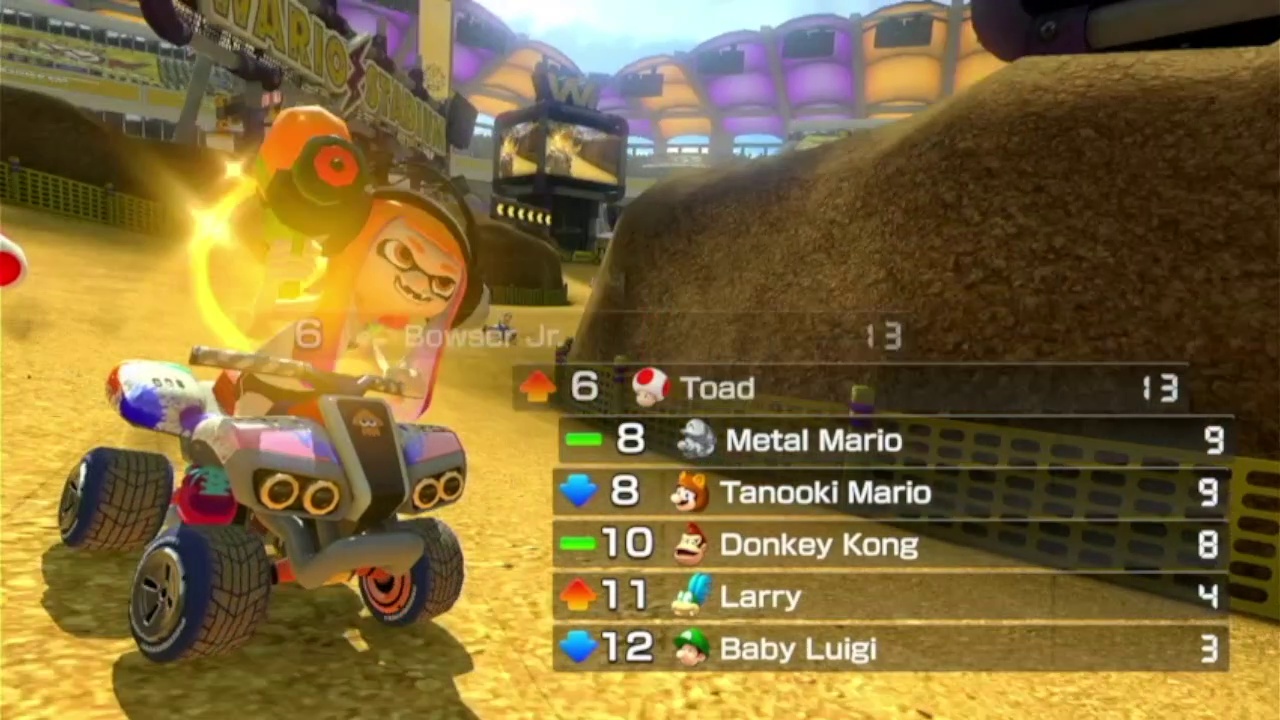 WARIO STADIUM
W
6 Bowser Jr. 13
6 Toad 13
8 Metal Mario 9
8 Tanooki Mario 9
10 Donkey Kong 8
11 Larry 4
12 Baby Luigi 3